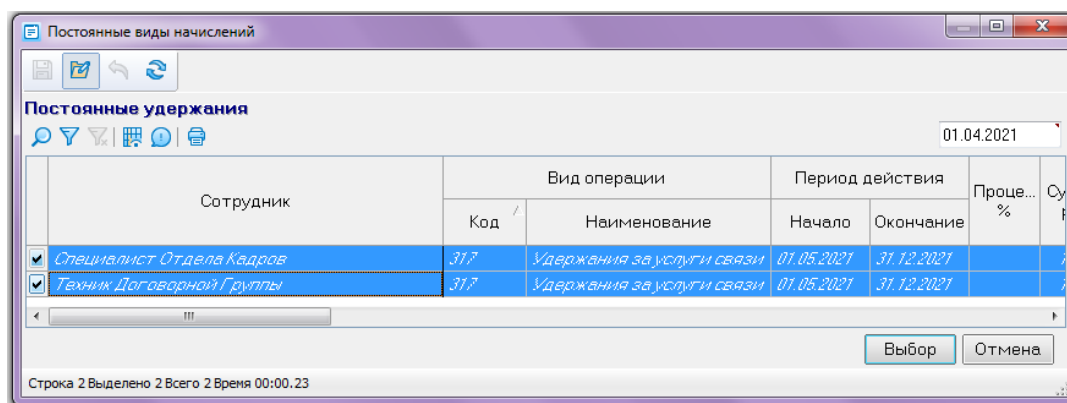 Постоянные виды начислений
Постоянные удержания
01.04.2021
Сотрудник
Вид операции
Период действия
Проце... %
Су
Код
Наименование
Начало
Окончание
Специалист Отдела Кадров 317 Удержания за услуги связи 01.05.2021 31.12.2021
Техник Договорной Группы 317 Удержания за услуги связи 01.05.2021 31.12.2021
Выбор Отмена
Строка 2 Выделено 2 Всего 2 Время 00:00.23